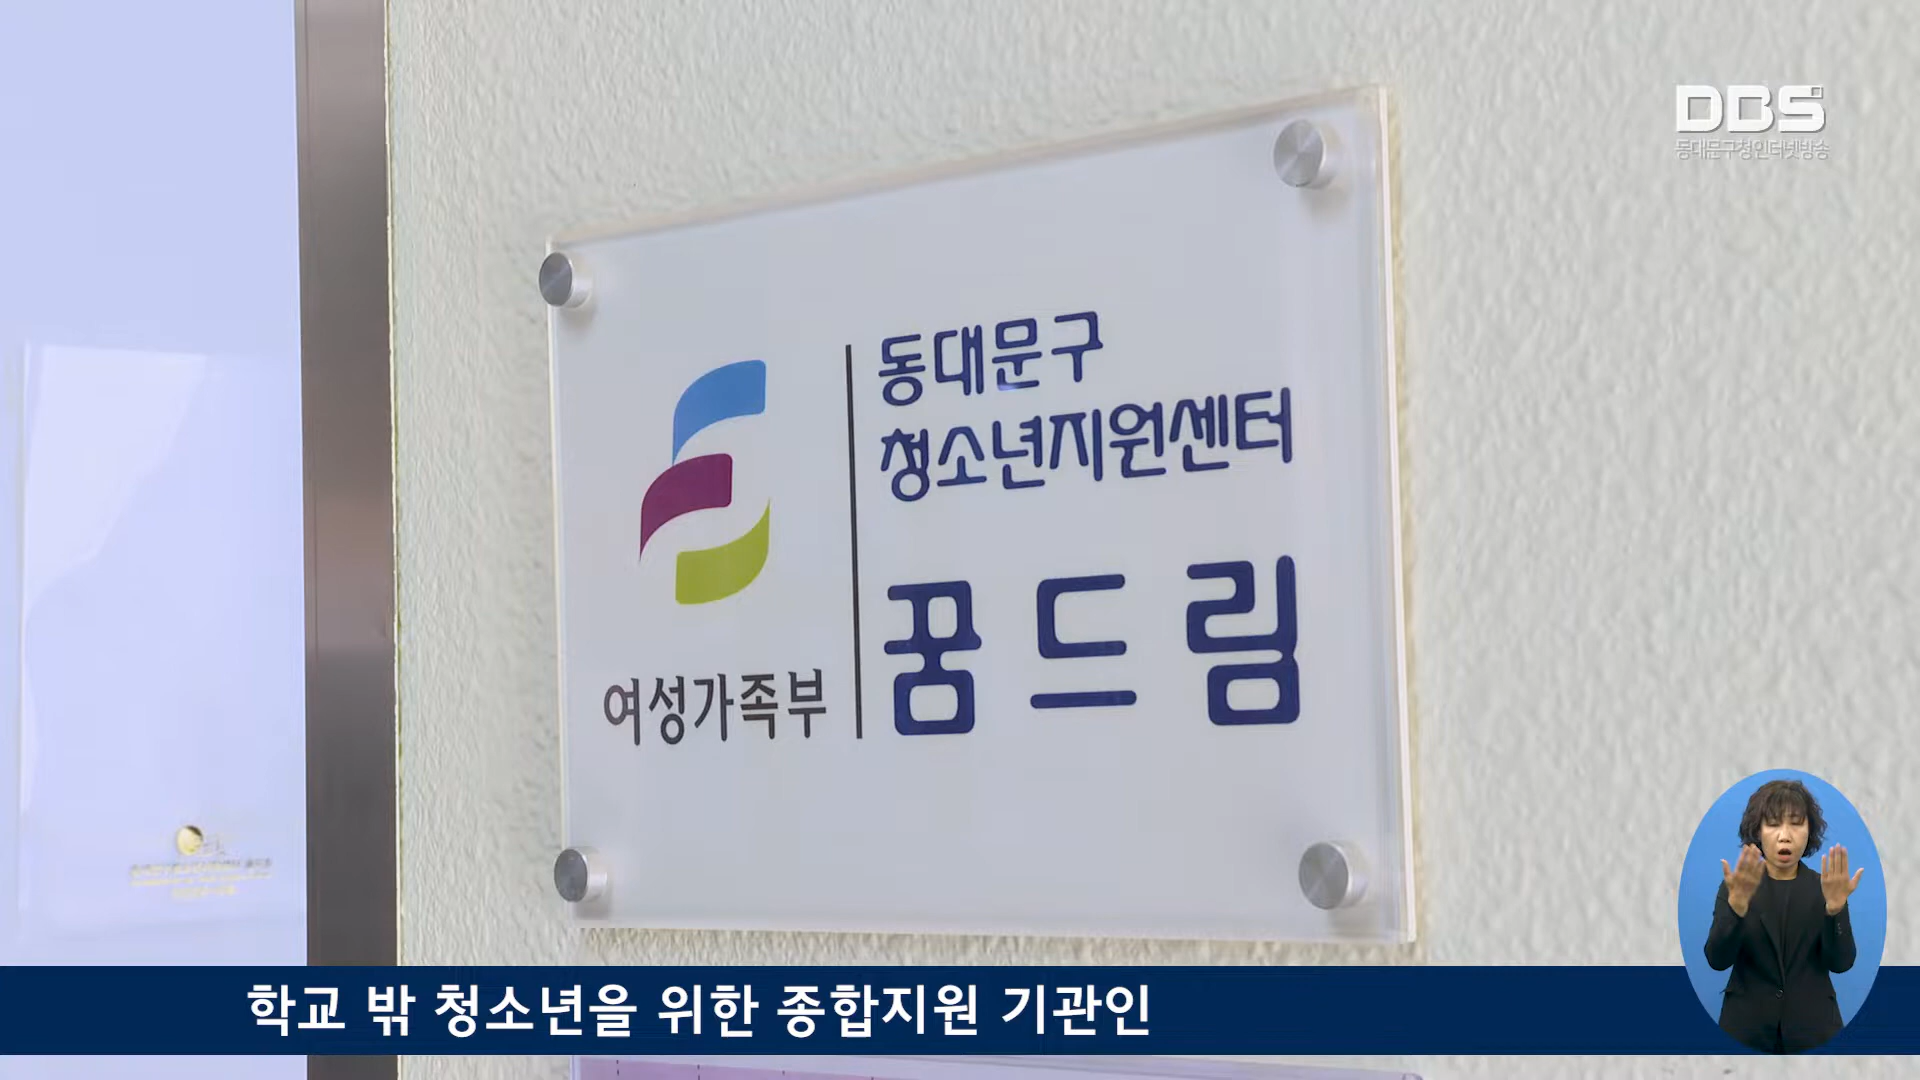 DBS
동대문구청인터넷방송
동대문구
청소년지원센터
꿈드림
여성가족부
학교 밖 청소년을 위한 종합지원 기관인